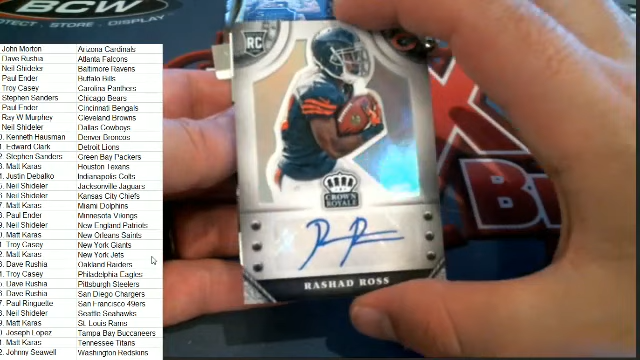 BCW
PROTECT · STORE · DISPLAY
John Morton Arizona Cardinals
Dave Rushia Atlanta Falcons
Neil Shideler Baltimore Ravens
Paul Ender Buffalo Bills
Troy Casey Carolina Panthers
Stephen Sanders Chicago Bears
Paul Ender Cincinnati Bengals
Ray W Murphey Cleveland Browns
Neil Shideler Dallas Cowboys
Kenneth Hausman Denver Broncos
Edward Clark Detroit Lions
Stephen Sanders Green Bay Packers
Matt Karas Houston Texans
Justin Debalko Indianapolis Colts
Neil Shideler Jacksonville Jaguars
Neil Shideler Kansas City Chiefs
Matt Karas Miami Dolphins
Paul Ender Minnesota Vikings
Neil Shideler New England Patriots
Matt Karas New Orleans Saints
Troy Casey New York Giants
Matt Karas New York Jets
Dave Rushia Oakland Raiders
Troy Casey Philadelphia Eagles
Dave Rushia Pittsburgh Steelers
Dave Rushia San Diego Chargers
Paul Ringuette San Francisco 49ers
Neil Shideler Seattle Seahawks
Matt Karas St. Louis Rams
Joseph Lopez Tampa Bay Buccaneers
Matt Karas Tennessee Titans
Johnny Seawell Washington Redskins
RC
CROWN
ROYALE
RASHAD ROSS